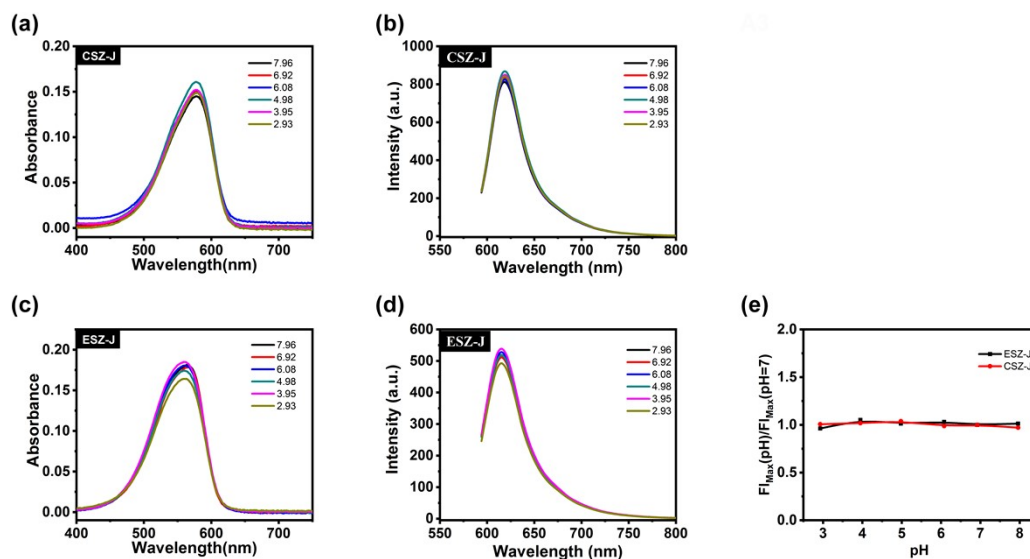 (a)
CSZ-J
7.96
6.92
6.08
4.98
3.95
2.93
Absorbance
0.20
0.15
0.10
0.05
0.00
400 500 600 700
Wavelength(nm)
(b)
CSZ-J
7.96
6.92
6.08
4.98
3.95
2.93
Intensity (a.u.)
1000
800
600
400
200
0
550 600 650 700 750 800
Wavelength (nm)
(c)
ESZ-J
7.96
6.92
6.08
4.98
3.95
2.93
Absorbance
0.20
0.15
0.10
0.05
0.00
400 500 600 700
Wavelength(nm)
(d)
ESZ-J
7.96
6.92
6.08
4.98
3.95
2.93
Intensity (a.u.)
600
500
400
300
200
100
0
550 600 650 700 750 800
Wavelength (nm)
(e)
ESZ-J
CSZ-J
FI Max (pH)/FI Max (pH=7)
2.0
1.5
1.0
0.5
0.0
3 4 5 6 7 8
pH